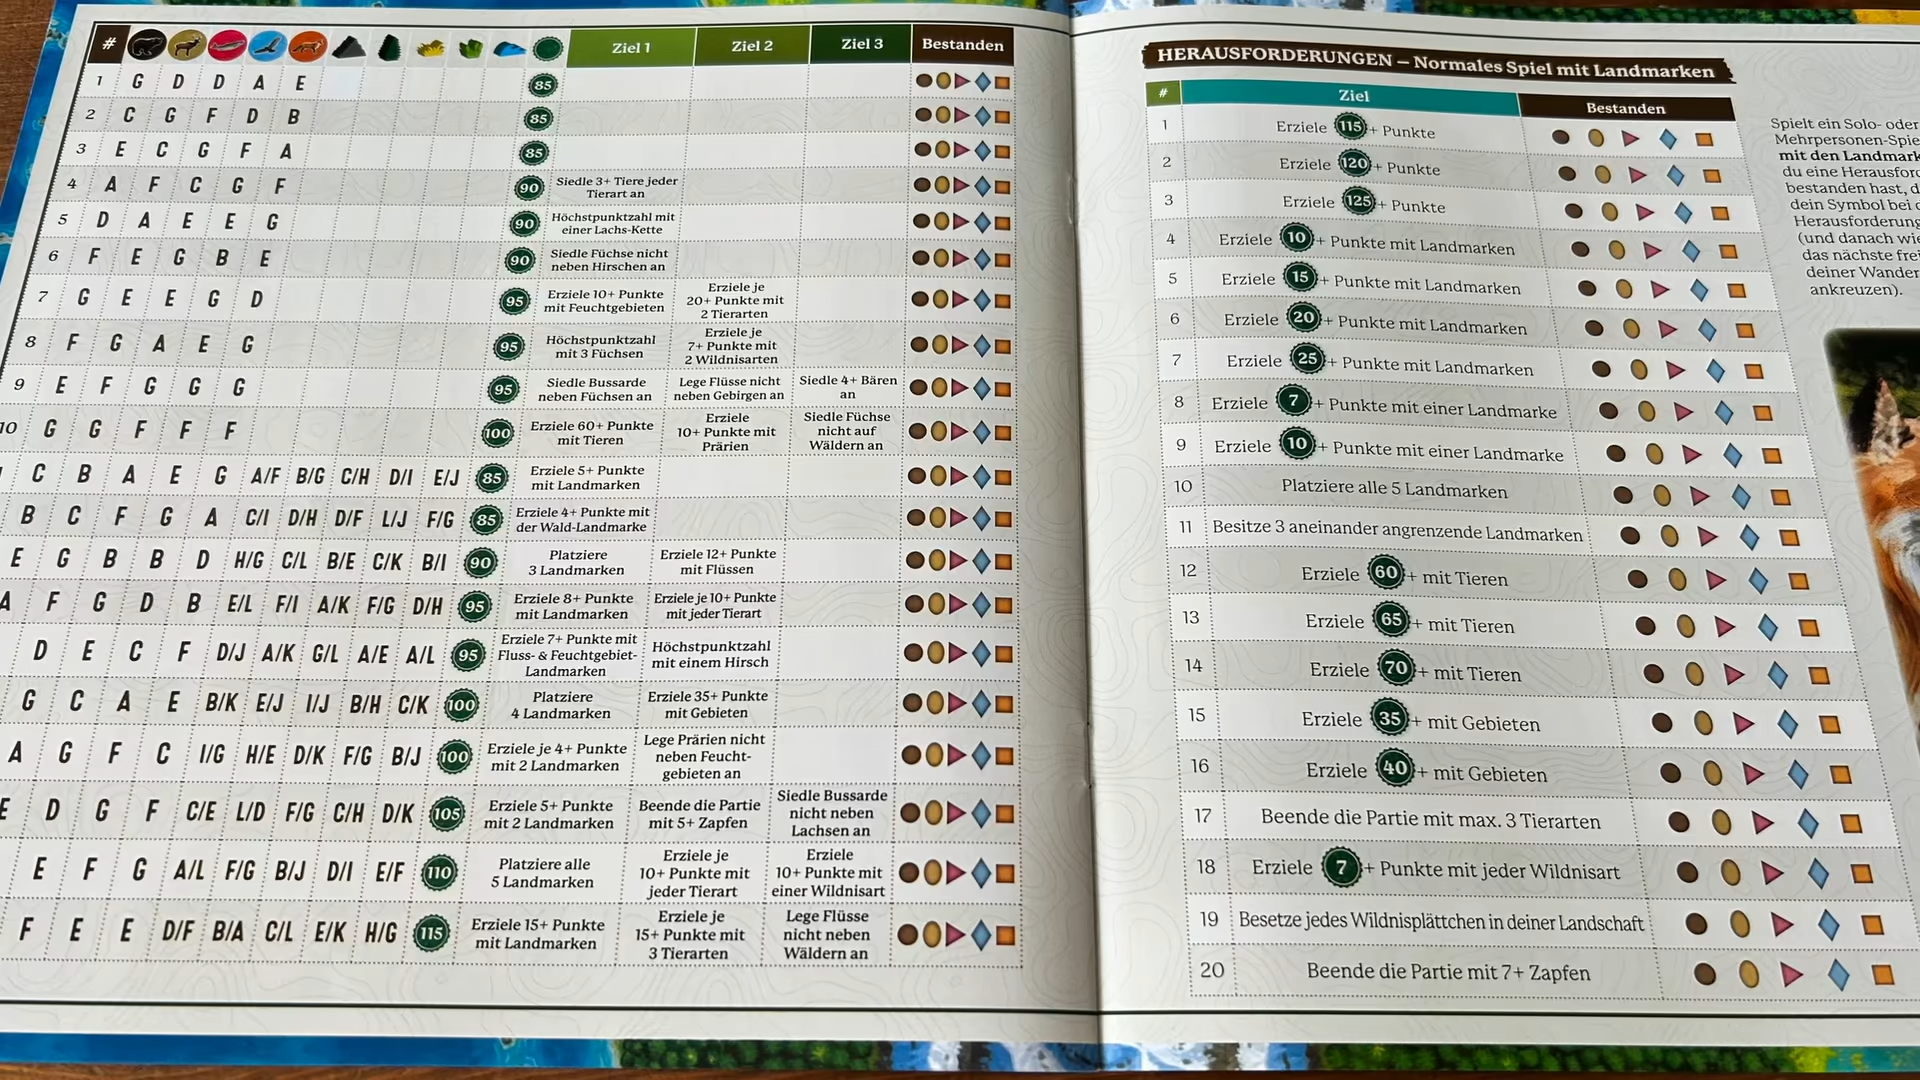 # Ziel 1 Ziel 2 Ziel 3 Bestanden
1 G D D A E 85
2 C G F D B 85
3 E C G F A 85
4 A F C G F 90 Siedle 3+ Tiere jeder
Tierart an
5 D A E E G 90 Höchstpunktzahl mit
einer Lachs-Kette
6 F E G B E 90 Siedle Füchse nicht
neben Hirschen an
7 G E E G D 95 Erziele 10+ Punkte
mit Feuchtgebieten
Erziele je
20+ Punkte mit
2 Tierarten
8 F G A E G 95 Höchstpunktzahl
mit 3 Füchsen
Erziele je
7+ Punkte mit
2 Wildnisarten
9 E F G G G 95 Siedle Bussarde
neben Füchsen an
Lege Flüsse nicht
neben Gebirgen an
Siedle 4+ Bären
an
10 G G F F F 100 Erziele 60+ Punkte
mit Tieren
Erziele
10+ Punkte mit
Prärien
Siedle Füchse
nicht auf
Wäldern an
C B A E G A/F B/G C/H D/I E/J 85 Erziele 5+ Punkte
mit Landmarken
B C F G A C/I D/H D/F L/J F/G 85 Erziele 4+ Punkte mit
der Wald-Landmarke
E G B B D H/G C/L B/E C/K B/I 90 Platziere
3 Landmarken
Erziele 12+ Punkte
mit Flüssen
A F G D B E/L F/I A/K F/G D/H 95 Erziele 8+ Punkte
mit Landmarken
Erziele je 10+ Punkte
mit jeder Tierart
D E C F D/J A/K G/L A/E A/L 95 Erziele 7+ Punkte mit
Fluss- & Feuchtgebiet-
Landmarken
Höchstpunktzahl
mit einem Hirsch
G C A E B/K E/J I/J B/H C/K 100 Platziere
4 Landmarken
Erziele 35+ Punkte
mit Gebieten
A G F C I/G H/E D/K F/G B/J 100 Erziele je 4+ Punkte
mit 2 Landmarken
Lege Prärien nicht
neben Feucht-
gebieten an
E D G F C/E L/D F/G C/H D/K 105 Erziele 5+ Punkte
mit 2 Landmarken
Beende die Partie
mit 5+ Zapfen
Siedle Bussarde
nicht neben
Lachsen an
E F G A/L F/G B/J D/I E/F 110 Platziere alle
5 Landmarken
Erziele je
10+ Punkte mit
jeder Tierart
Erziele
10+ Punkte mit
einer Wildnisart
F E E D/F B/A C/L E/K H/G 115 Erziele 15+ Punkte
mit Landmarken
Erziele je
15+ Punkte mit
3 Tierarten
Lege Flüsse
nicht neben
Wäldern an
HERAUSFORDERUNGEN – Normales Spiel mit Landmarken
# Ziel Bestanden
1 Erziele 115+ Punkte
2 Erziele 120+ Punkte
3 Erziele 125+ Punkte
4 Erziele 10+ Punkte mit Landmarken
5 Erziele 15+ Punkte mit Landmarken
6 Erziele 20+ Punkte mit Landmarken
7 Erziele 25+ Punkte mit Landmarken
8 Erziele 7+ Punkte mit einer Landmarke
9 Erziele 10+ Punkte mit einer Landmarke
10 Platziere alle 5 Landmarken
11 Besitze 3 aneinander angrenzende Landmarken
12 Erziele 60+ mit Tieren
13 Erziele 65+ mit Tieren
14 Erziele 70+ mit Tieren
15 Erziele 35+ mit Gebieten
16 Erziele 40+ mit Gebieten
17 Beende die Partie mit max. 3 Tierarten
18 Erziele 7+ Punkte mit jeder Wildnisart
19 Besetze jedes Wildnisplättchen in deiner Landschaft
20 Beende die Partie mit 7+ Zapfen
Spielt ein Solo- oder
Mehrpersonen-Spie
mit den Landmark
du eine Herausford
bestanden hast, d
dein Symbol bei d
Herausforderung
(und danach wie
das nächste frei
deiner Wander
ankreuzen).